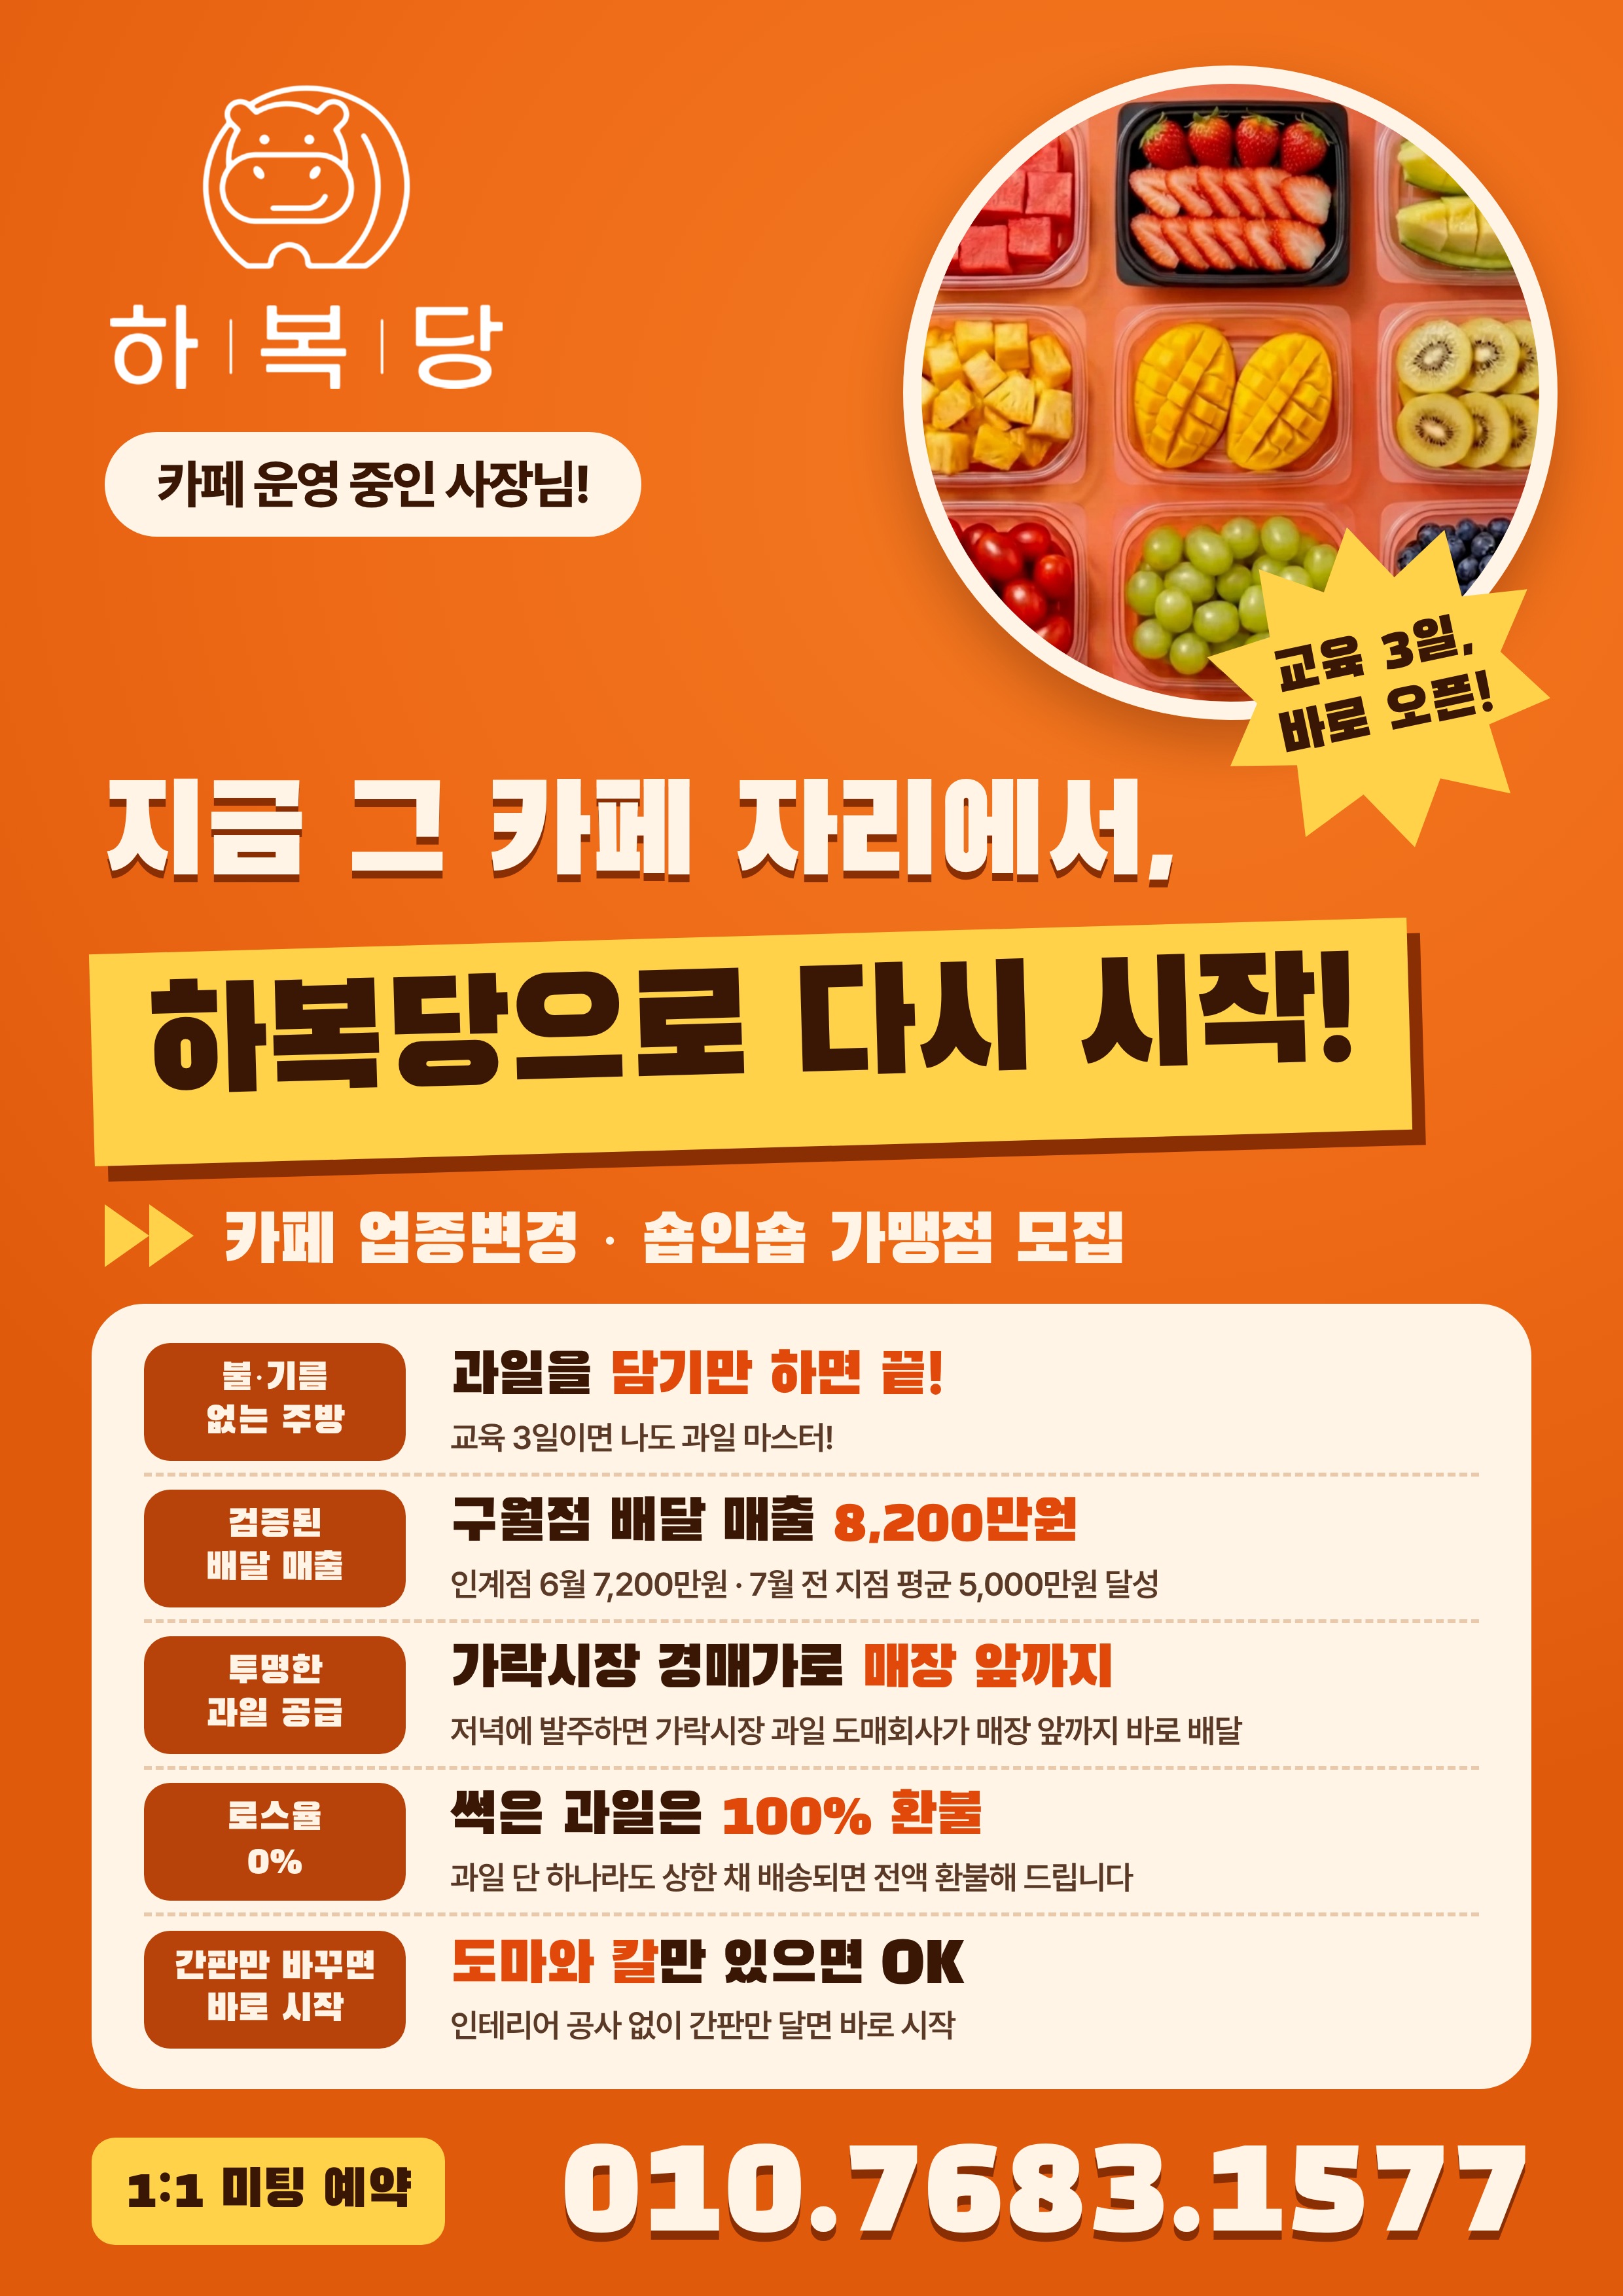 하복당
카페 운영 중인 사장님!
교육 3일,
바로 오픈!
지금 그 카페 자리에서,
하복당으로 다시 시작!
카페 업종변경 · 숍인숍 가맹점 모집
불·기름
없는 주방
과일을 담기만 하면 끝!
교육 3일이면 나도 과일 마스터!
검증된
배달 매출
구월점 배달 매출 8,200만원
인계점 6월 7,200만원 · 7월 전 지점 평균 5,000만원 달성
투명한
과일 공급
가락시장 경매가로 매장 앞까지
저녁에 발주하면 가락시장 과일 도매회사가 매장 앞까지 바로 배달
로스율
0%
썩은 과일은 100% 환불
과일 단 하나라도 상한 채 배송되면 전액 환불해 드립니다
간판만 바꾸면
바로 시작
도마와 칼만 있으면 OK
인테리어 공사 없이 간판만 달면 바로 시작
1:1 미팅 예약
010.7683.1577